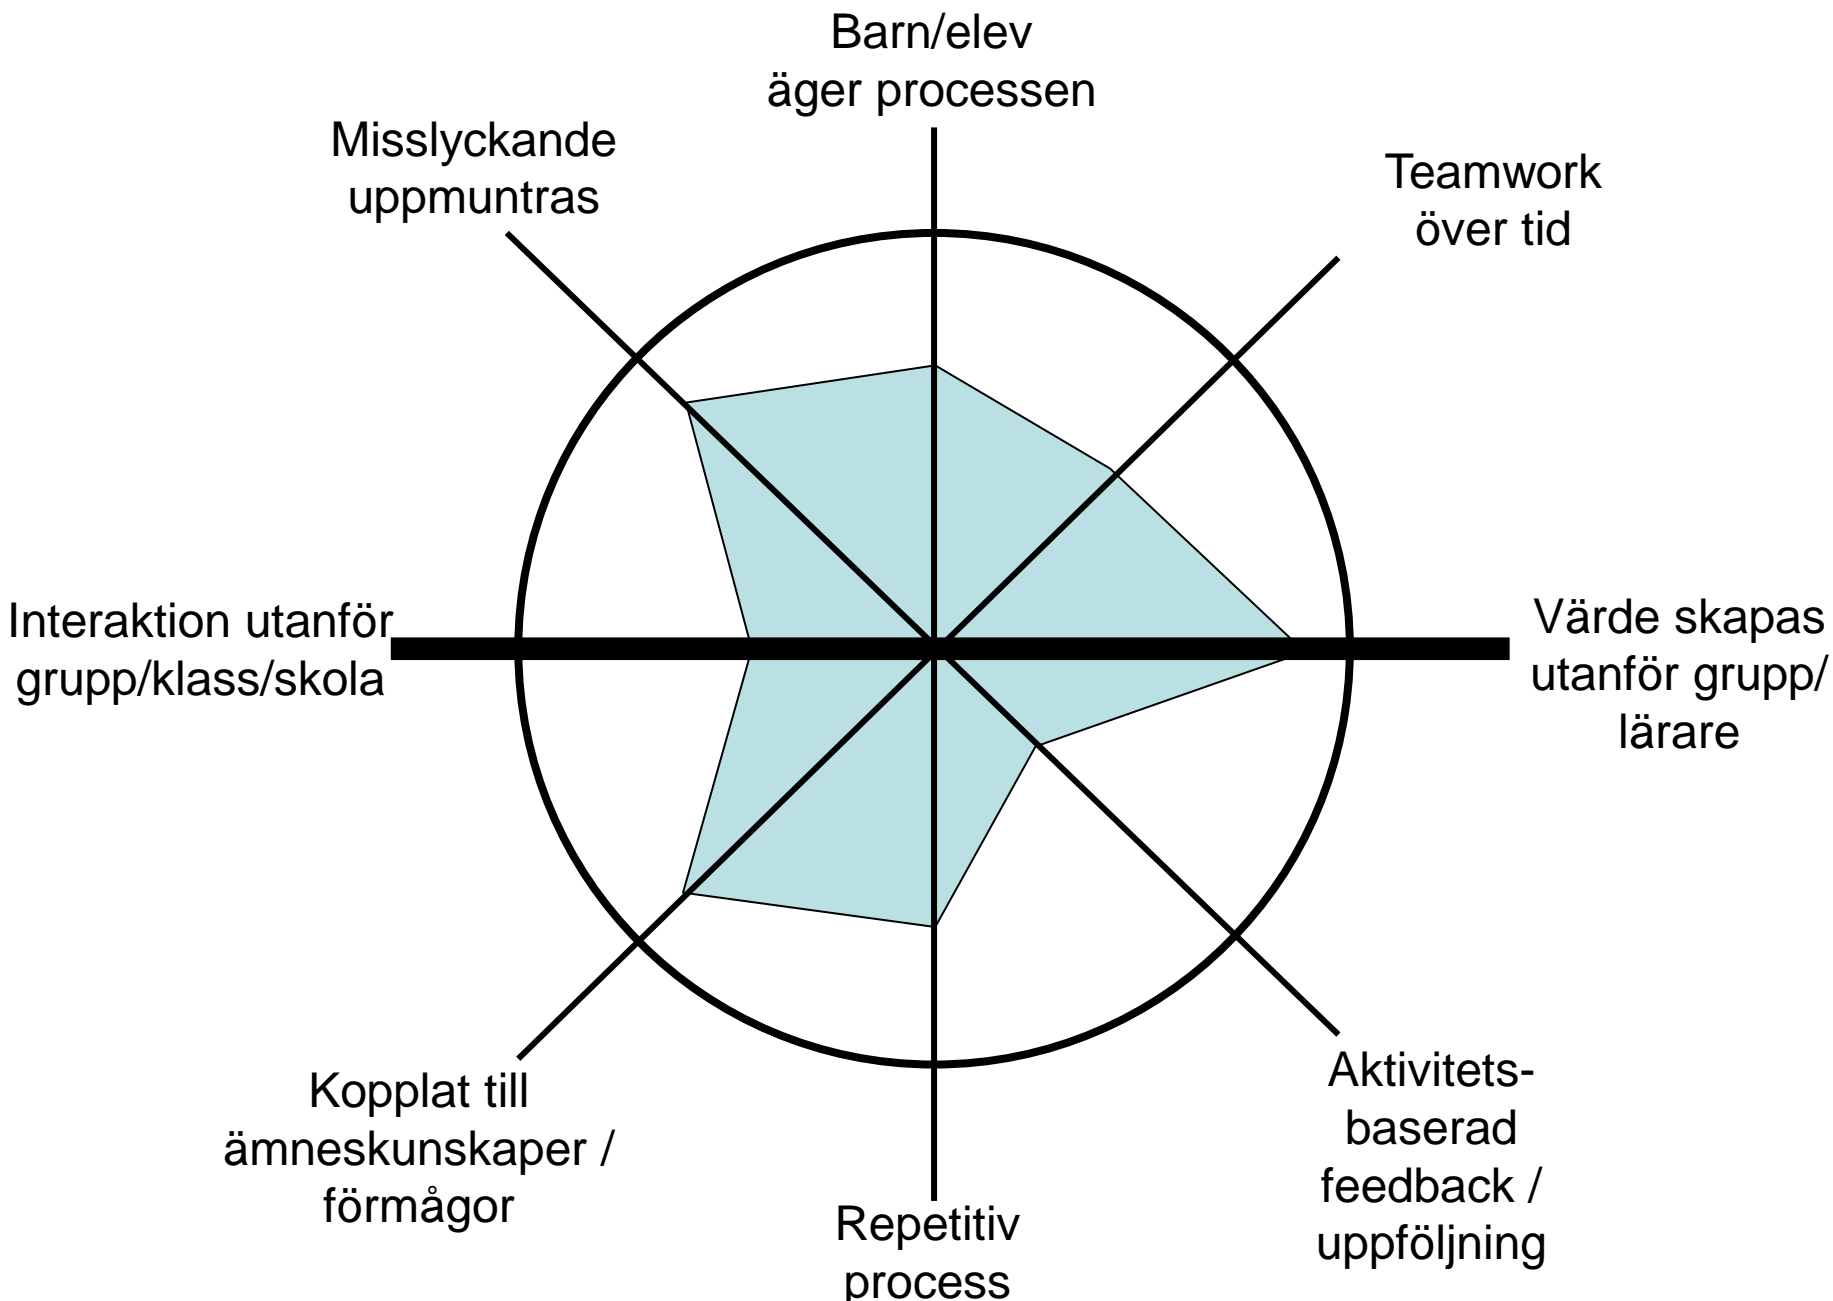 Barn/elev
äger processen
Misslyckande
uppmuntras
Teamwork
över tid
Interaktion utanför
grupp/klass/skola
Värde skapas
utanför grupp/
lärare
Kopplat till
ämneskunskaper /
förmågor
Aktivitets-
baserad
feedback /
uppföljning
Repetitiv
process